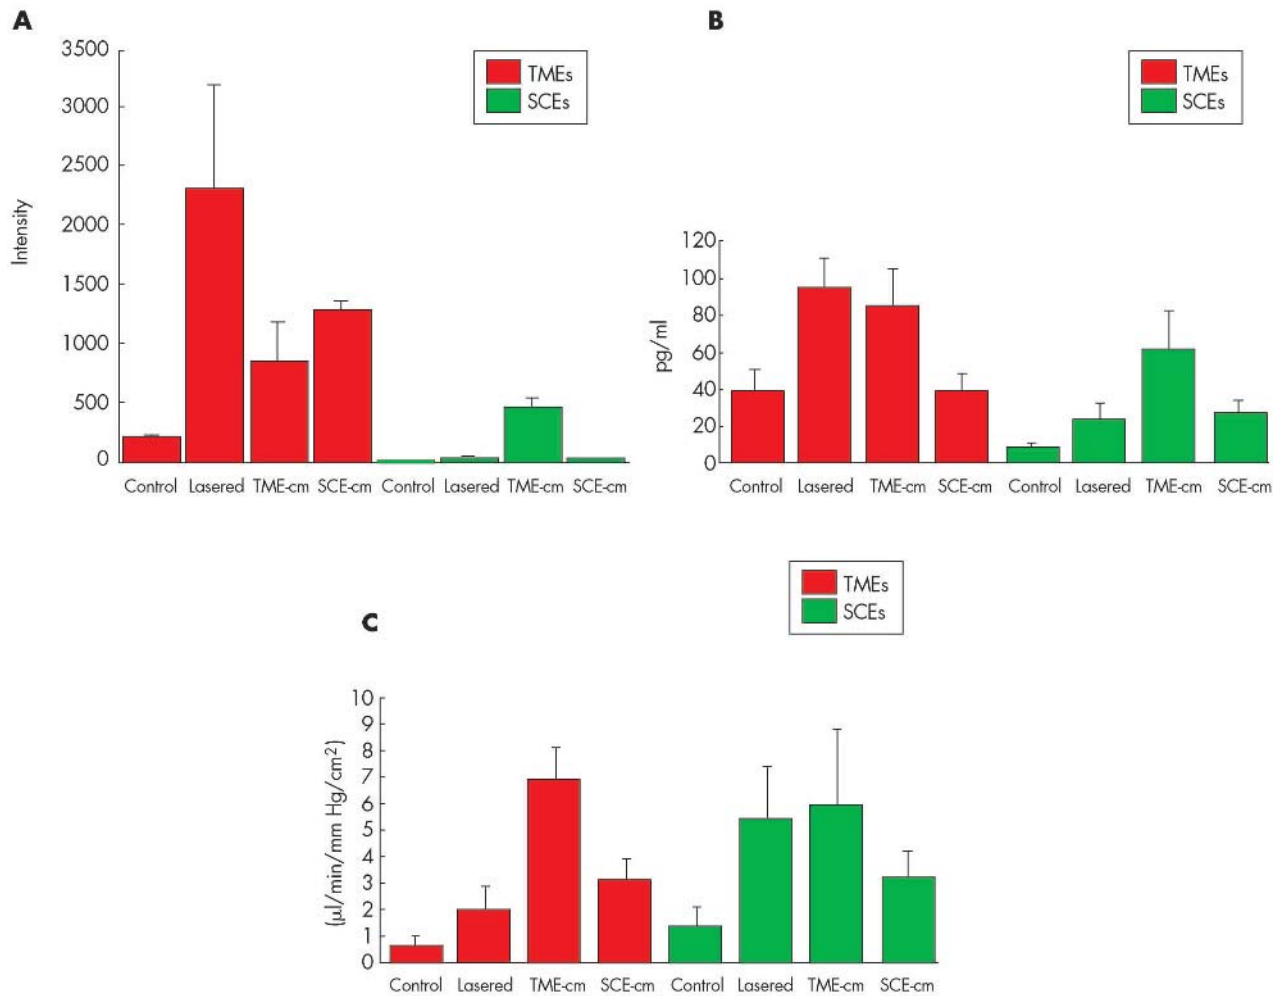 A
3500
3000
2500
2000
1500
1000
500
0
Intensity
TMEs
SCEs
Control Lasered TME-cm SCE-cm Control Lasered TME-cm SCE-cm
B
TMEs
SCEs
120
100
80
60
40
20
0
pg/ml
Control Lasered TME-cm SCE-cm Control Lasered TME-cm SCE-cm
C
TMEs
SCEs
10
9
8
7
6
5
4
3
2
1
0
(μl/min/mm Hg/cm²)
Control Lasered TME-cm SCE-cm Control Lasered TME-cm SCE-cm